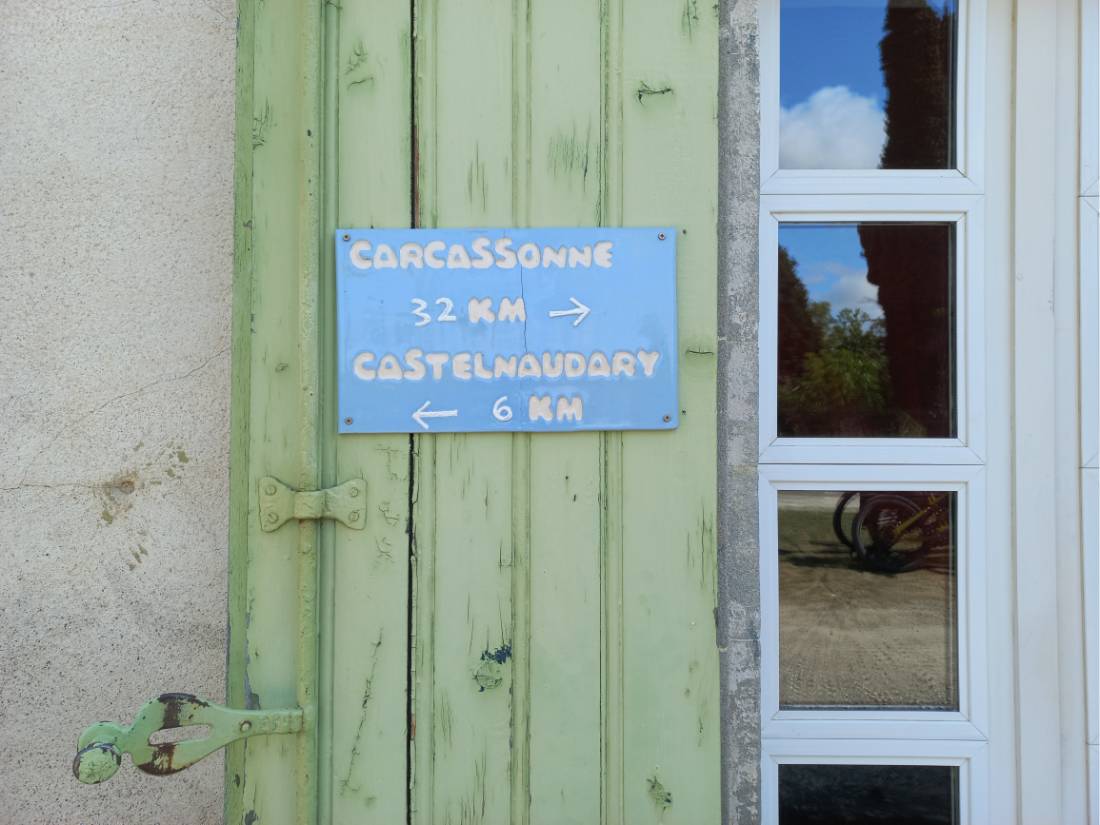 CARCASSONNE
32 KM →
CASTELNAUDARY
← 6 KM